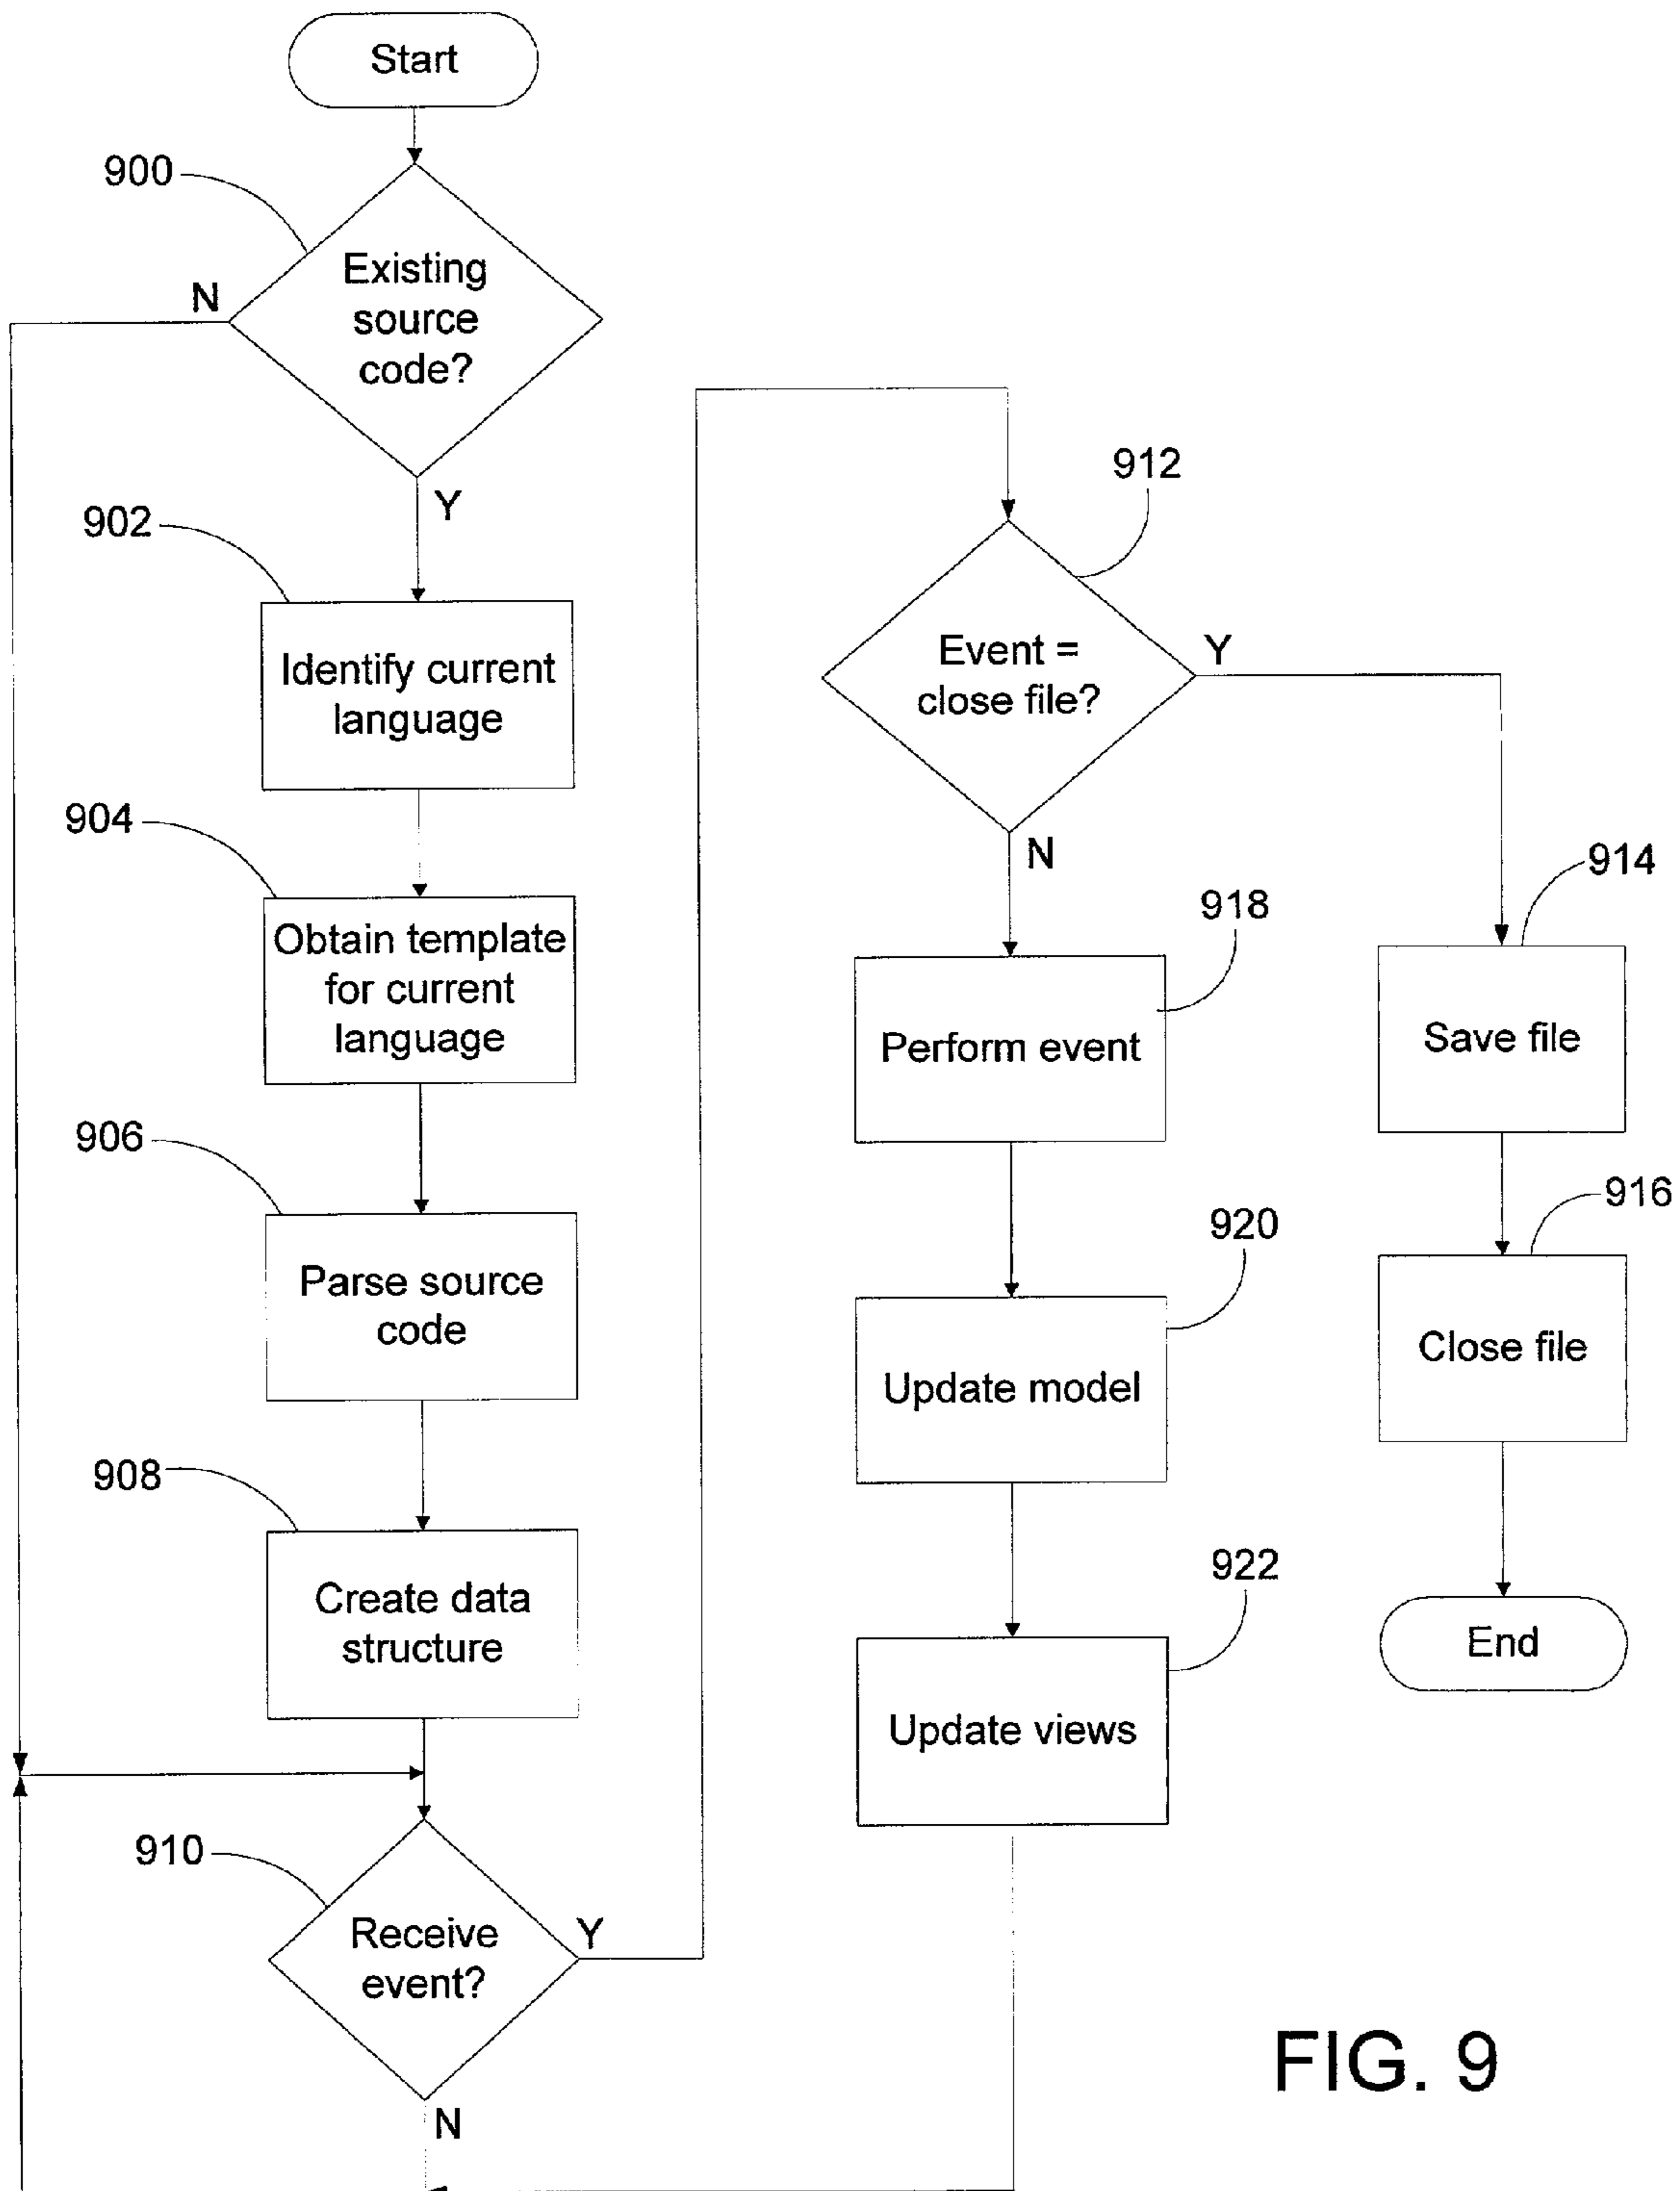 Start
900
Existing
source
code?
N
Y
902
Identify current
language
904
Obtain template
for current
language
906
Parse source
code
908
Create data
structure
910
Receive
event?
Y
N
912
Event =
close file?
Y
N
914
Save file
916
Close file
End
918
Perform event
920
Update model
922
Update views
FIG. 9